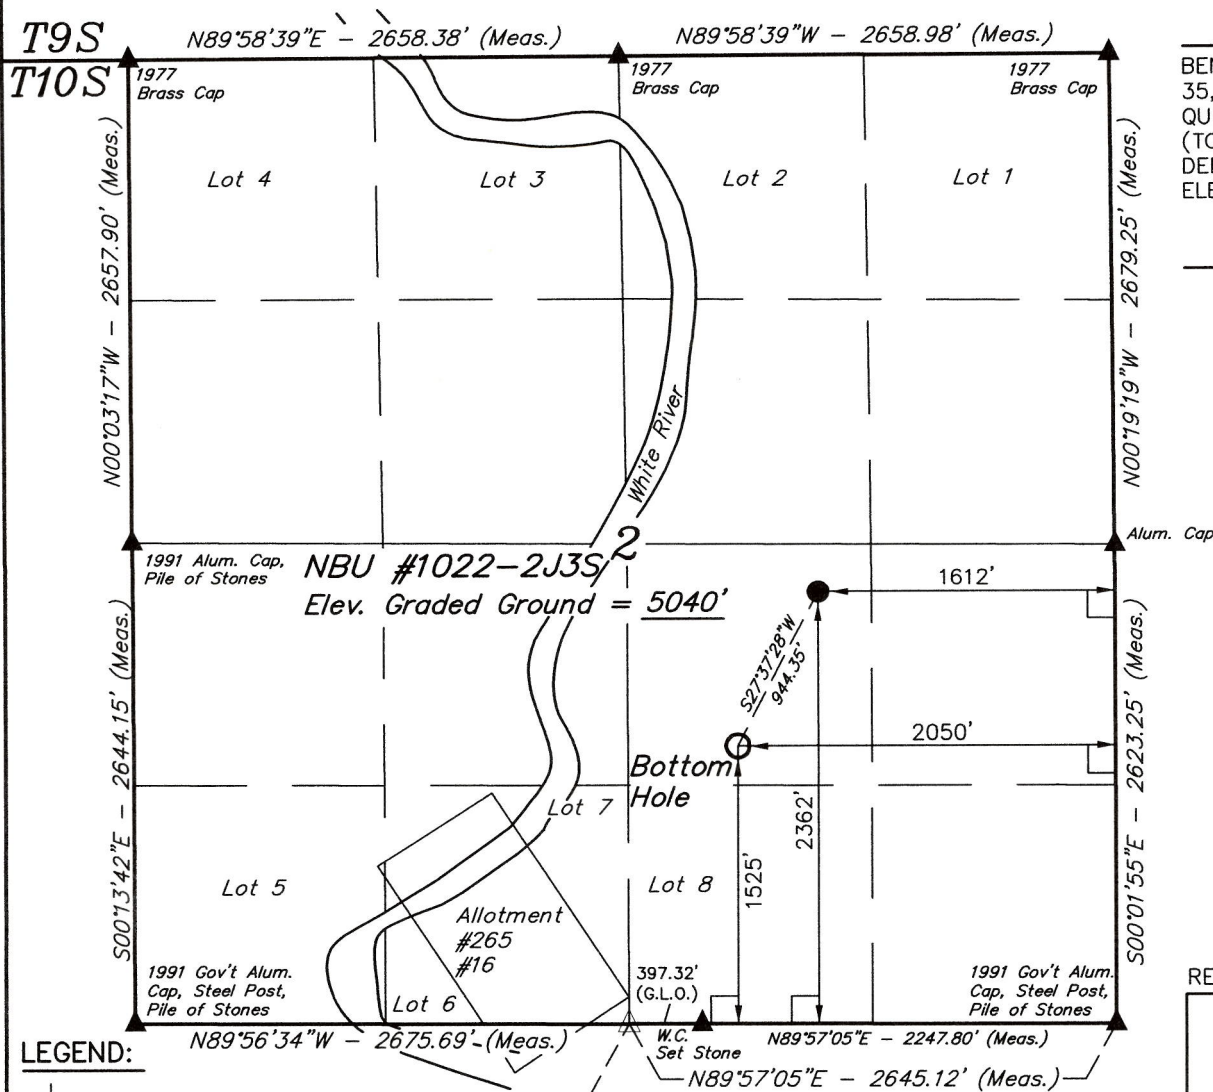 T9S
T10S
N89°58'39"E - 2658.38' (Meas.)
N89°58'39"W - 2658.98' (Meas.)
1977
Brass Cap
1977
Brass Cap
1977
Brass Cap
BEN
35,
QU
(TO
DEP
ELE
Lot 4
Lot 3
Lot 2
Lot 1
N00°03'17"W - 2657.90' (Meas.)
N00°19'19"W - 2679.25' (Meas.)
White River
2
1991 Alum. Cap,
Pile of Stones
NBU #1022-2J3S
Elev. Graded Ground = 5040'
Alum. Cap
1612'
S27°37'28"W
944.35'
2050'
Bottom
Hole
2362'
1525'
S00°13'42"E - 2644.15' (Meas.)
S00°01'55"E - 2623.25' (Meas.)
Lot 7
Lot 5
Lot 8
Allotment
#265
#16
Lot 6
1991 Gov't Alum.
Cap, Steel Post,
Pile of Stones
397.32'
(G.L.O.)
1991 Gov't Alum.
Cap, Steel Post,
Pile of Stones
RE
N89°56'34"W - 2675.69' (Meas.)
W.C.
Set Stone
N89°57'05"E - 2247.80' (Meas.)
N89°57'05"E - 2645.12' (Meas.)
LEGEND: